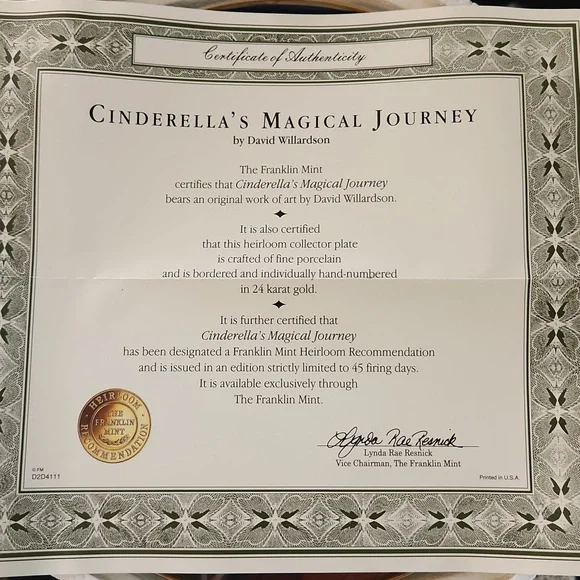 Certificate of Authenticity
CINDERELLA'S MAGICAL JOURNEY
by David Willardson
The Franklin Mint
certifies that Cinderella's Magical Journey
bears an original work of art by David Willardson.
It is also certified
that this heirloom collector plate
is crafted of fine porcelain
and is bordered and individually hand-numbered
in 24 karat gold.
It is further certified that
Cinderella's Magical Journey
has been designated a Franklin Mint Heirloom Recommendation
and is issued in an edition strictly limited to 45 firing days.
It is available exclusively through
The Franklin Mint.
HEIRLOOM
THE
FRANKLIN
MINT
RECOMMENDATION
Lynda Rae Resnick
Lynda Rae Resnick
Vice Chairman, The Franklin Mint
© FM
D2D4111
Printed in U.S.A.